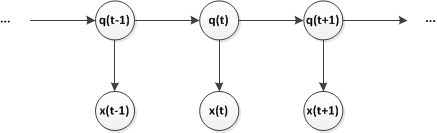 ... q(t-1) q(t) q(t+1) ...
x(t-1) x(t) x(t+1)